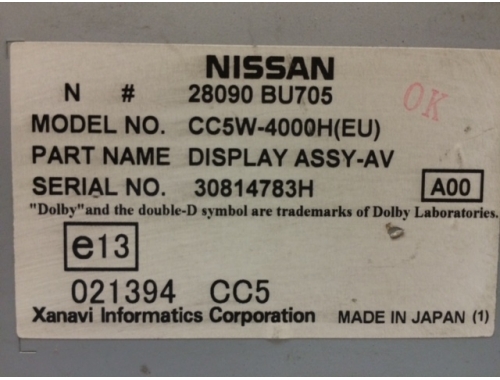 NISSAN
N # 28090 BU705
OK
MODEL NO. CC5W-4000H(EU)
PART NAME DISPLAY ASSY-AV
SERIAL NO. 30814783H A00
"Dolby"and the double-D symbol are trademarks of Dolby Laboratories.
e13
021394 CC5
Xanavi Informatics Corporation MADE IN JAPAN (1)